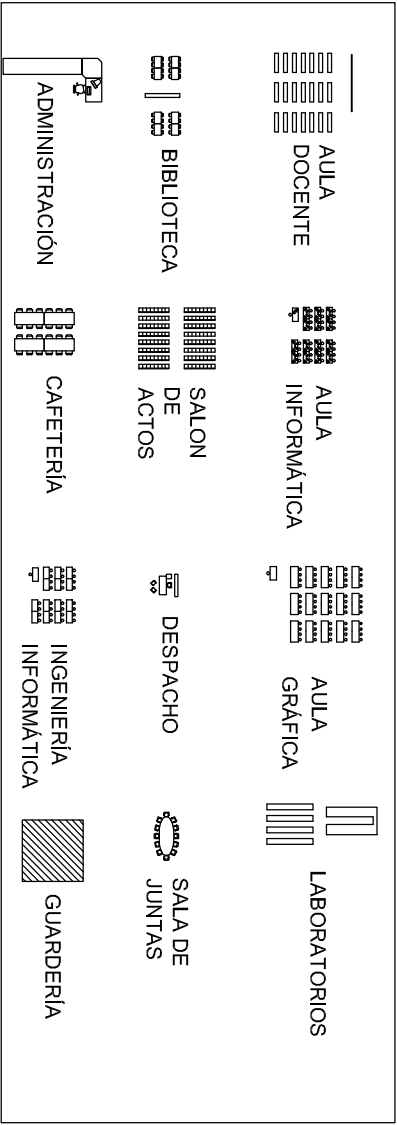 AULA
DOCENTE
AULA
INFORMÁTICA
AULA
GRÁFICA
LABORATORIOS
BIBLIOTECA
SALON
DE
ACTOS
DESPACHO
SALA DE
JUNTAS
ADMINISTRACIÓN
CAFETERÍA
INGENIERÍA
INFORMÁTICA
GUARDERÍA